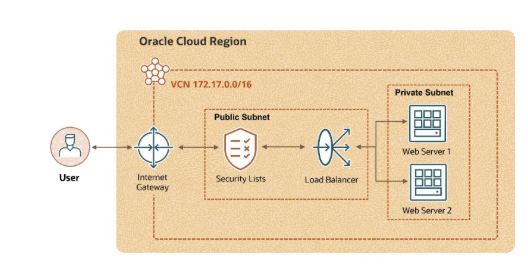 Oracle Cloud Region
VCN 172.17.0.0/16
Public Subnet
Private Subnet
User
Internet
Gateway
Security Lists
Load Balancer
Web Server 1
Web Server 2